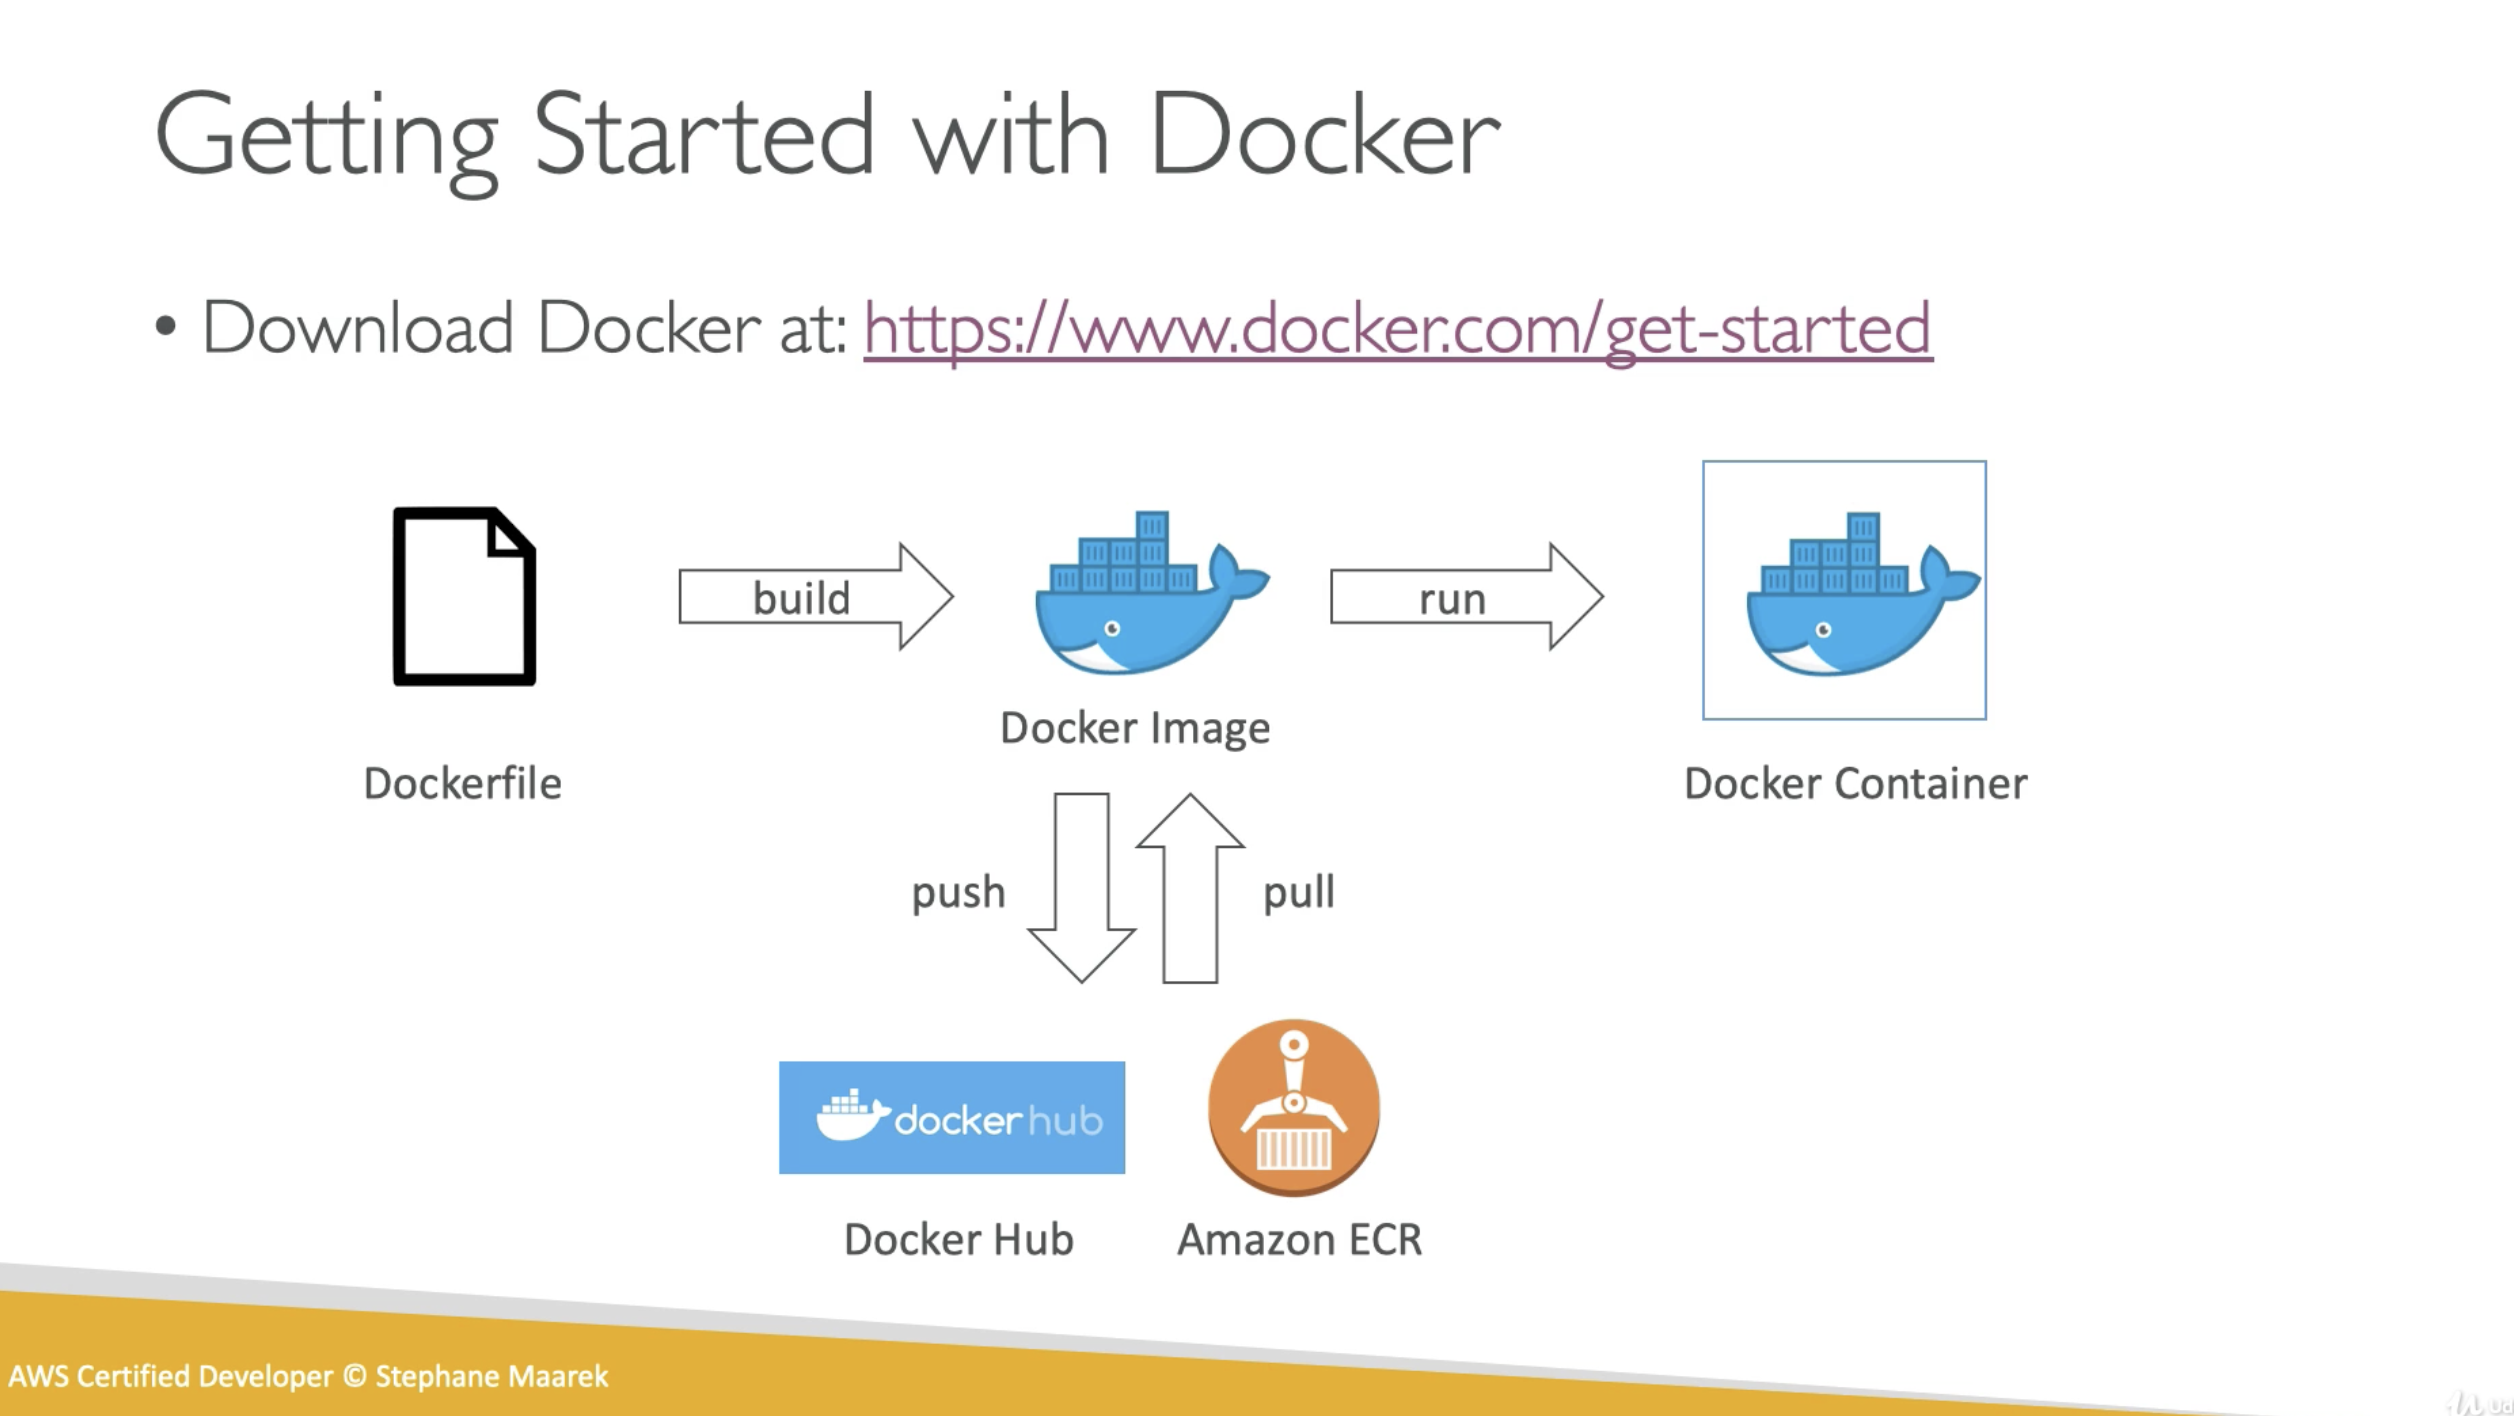 Getting Started with Docker
• Download Docker at: https://www.docker.com/get-started
build
run
Docker Image
Dockerfile
Docker Container
push
pull
docker hub
Docker Hub
Amazon ECR
AWS Certified Developer © Stephane Maarek